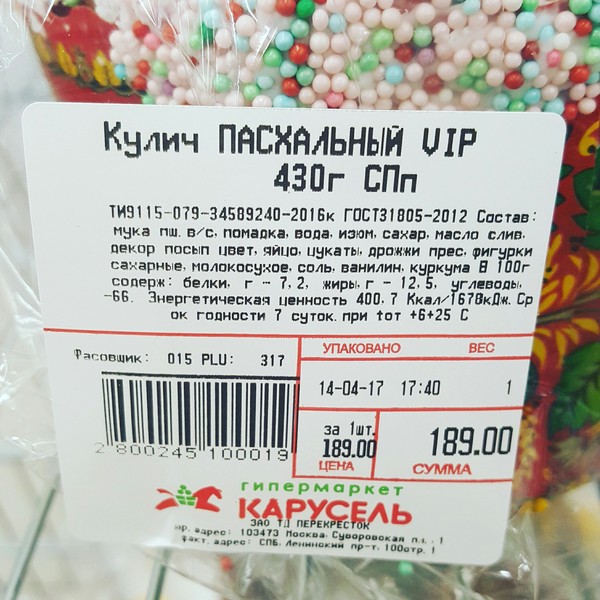 Кулич ПАСХАЛЬНЫЙ VIP
430г СПп
ТИ9115-079-34589240-2016к ГОСТ31805-2012 Состав:
мука пш. в/с, помадка, вода, изюм, сахар, масло слив,
декор посып цвет, яйцо, цукаты, дрожжи прес, фигурки
сахарные, молокосухое, соль, ванилин, куркума В 100г
содерж: белки, г - 7,2, жиры,г - 12,5, углеводы,
-66. Энергетическая ценность 400,7 Ккал/1678кДж. Ср
ок годности 7 суток. при tот +6+25 С
Фасовщик: 015 PLU: 317
УПАКОВАНО ВЕС
14-04-17 17:40 1
за 1шт.
189.00 189.00
ЦЕНА СУММА
2 800245 100019
гипермаркет
КАРУСЕЛЬ
ЗАО ТД ПЕРЕКРЕСТОК
юр. адрес: 103473 Москва. Суворовская пл. . 1
факт. адрес: СПБ. Ленинский пр-т. 100стр. 1